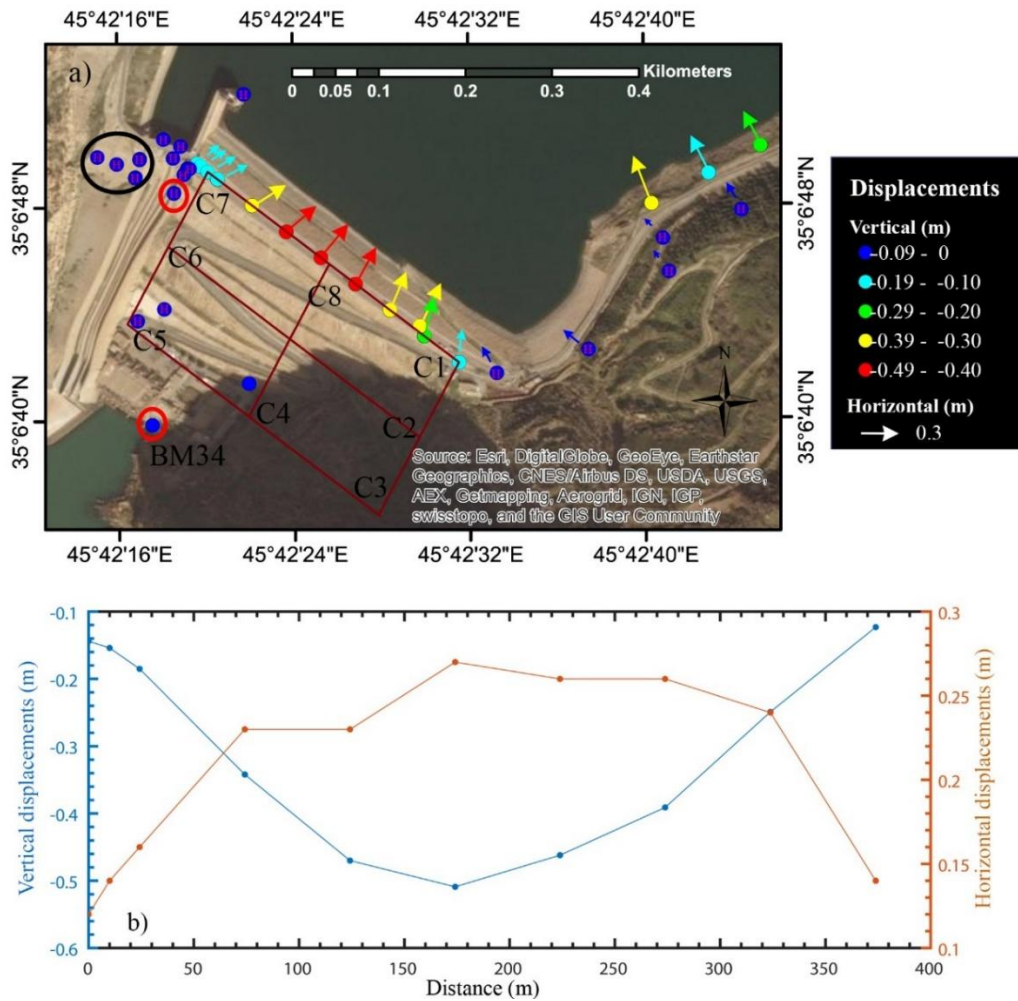 45°42'16"E 45°42'24"E 45°42'32"E 45°42'40"E
a)
Kilometers
0 0.05 0.1 0.2 0.3 0.4
35°6'48"N
35°6'48"N
C7
C6
C8
C5
C1
C4
C2
C3
BM34
35°6'40"N
35°6'40"N
N
Source: Esri, DigitalGlobe, GeoEye, Earthstar
Geographics, CNES/Airbus DS, USDA, USGS,
AEX, Getmapping, Aerogrid, IGN, IGP,
swisstopo, and the GIS User Community
45°42'16"E 45°42'24"E 45°42'32"E 45°42'40"E
Displacements
Vertical (m)
-0.09 - 0
-0.19 - -0.10
-0.29 - -0.20
-0.39 - -0.30
-0.49 - -0.40
Horizontal (m)
0.3
Vertical displacements (m)
-0.1
-0.2
-0.3
-0.4
-0.5
-0.6
b)
0 50 100 150 200 250 300 350 400
Distance (m)
0.3
0.25
0.2
0.15
0.1
Horizontal displacements (m)